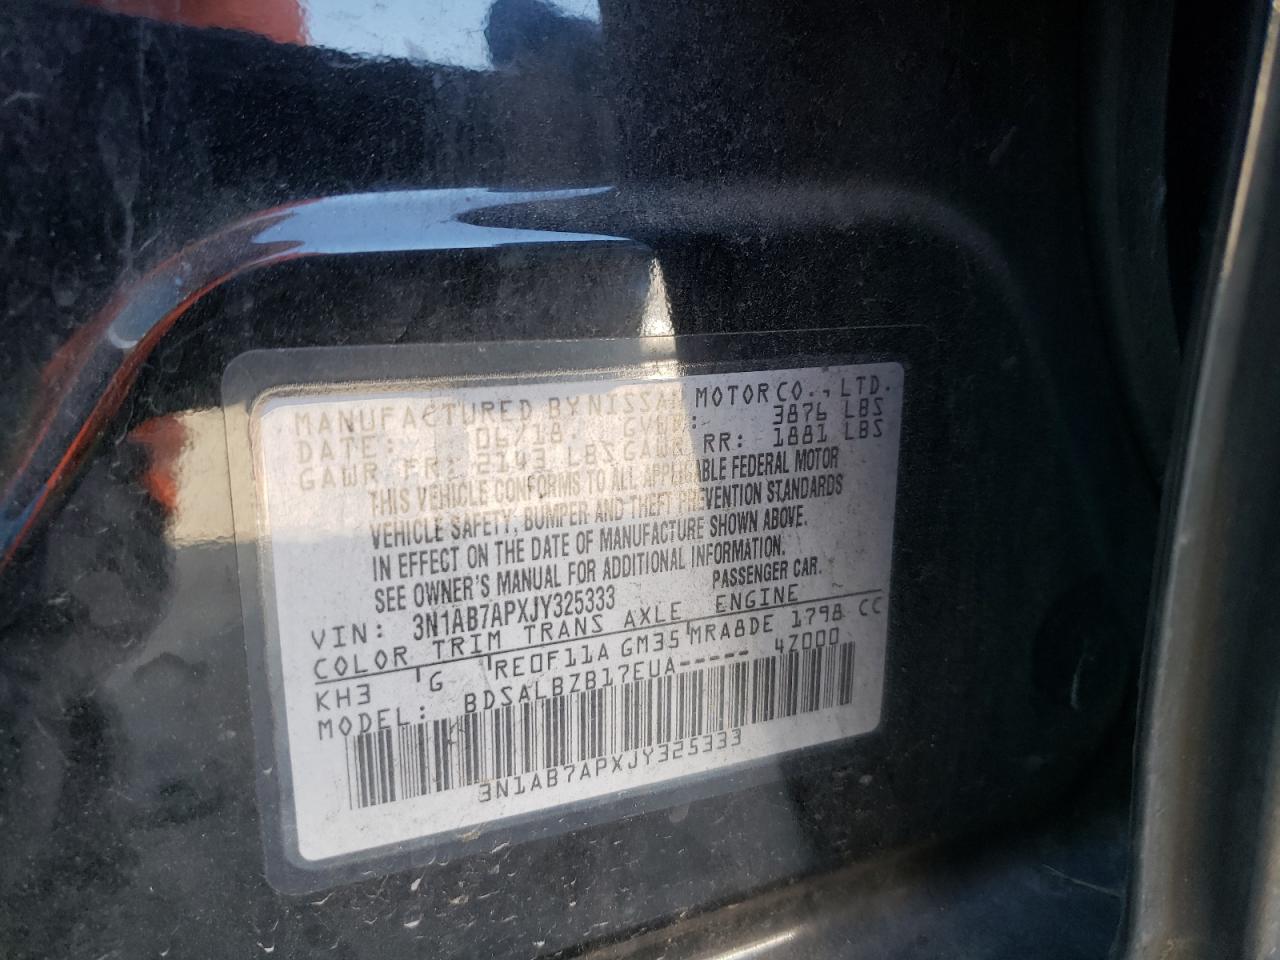 MANUFACTURED BY NISSAN MOTOR CO., LTD.
DATE: 06/18 GVWR: 3876 LBS
GAWR FR: 2143 LBS GAWR RR: 1881 LBS
THIS VEHICLE CONFORMS TO ALL APPLICABLE FEDERAL MOTOR
VEHICLE SAFETY, BUMPER AND THEFT PREVENTION STANDARDS
IN EFFECT ON THE DATE OF MANUFACTURE SHOWN ABOVE.
SEE OWNER'S MANUAL FOR ADDITIONAL INFORMATION.
VIN: 3N1AB7APXJY325333 PASSENGER CAR.
COLOR TRIM TRANS AXLE ENGINE
KH3 G RE0F11A GM35 MRA8DE 1798 CC
MODEL: BDSALBZB17EUA----- 4Z000
3N1AB7APXJY325333